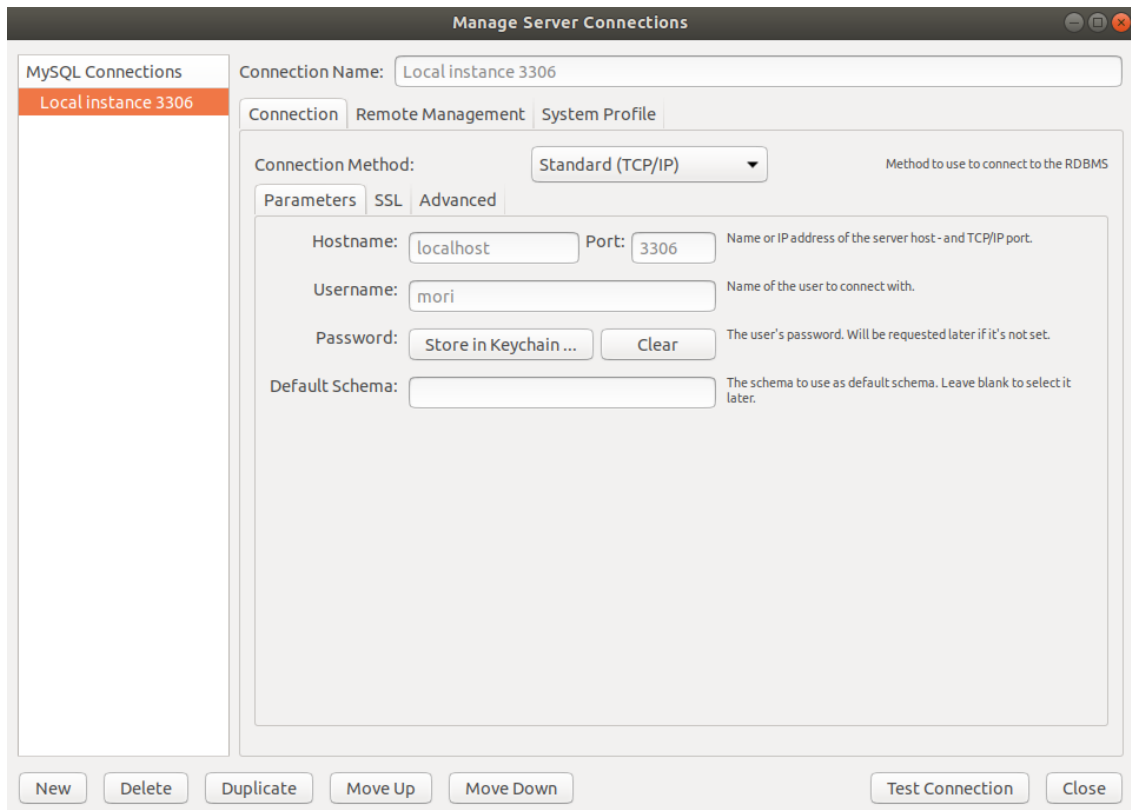 Manage Server Connections
MySQL Connections
Local instance 3306
Connection Name: Local instance 3306
Connection Remote Management System Profile
Connection Method: Standard (TCP/IP) Method to use to connect to the RDBMS
Parameters SSL Advanced
Hostname: localhost Port: 3306 Name or IP address of the server host - and TCP/IP port.
Username: mori Name of the user to connect with.
Password: Store in Keychain ... Clear The user's password. Will be requested later if it's not set.
Default Schema: The schema to use as default schema. Leave blank to select it
later.
New Delete Duplicate Move Up Move Down Test Connection Close